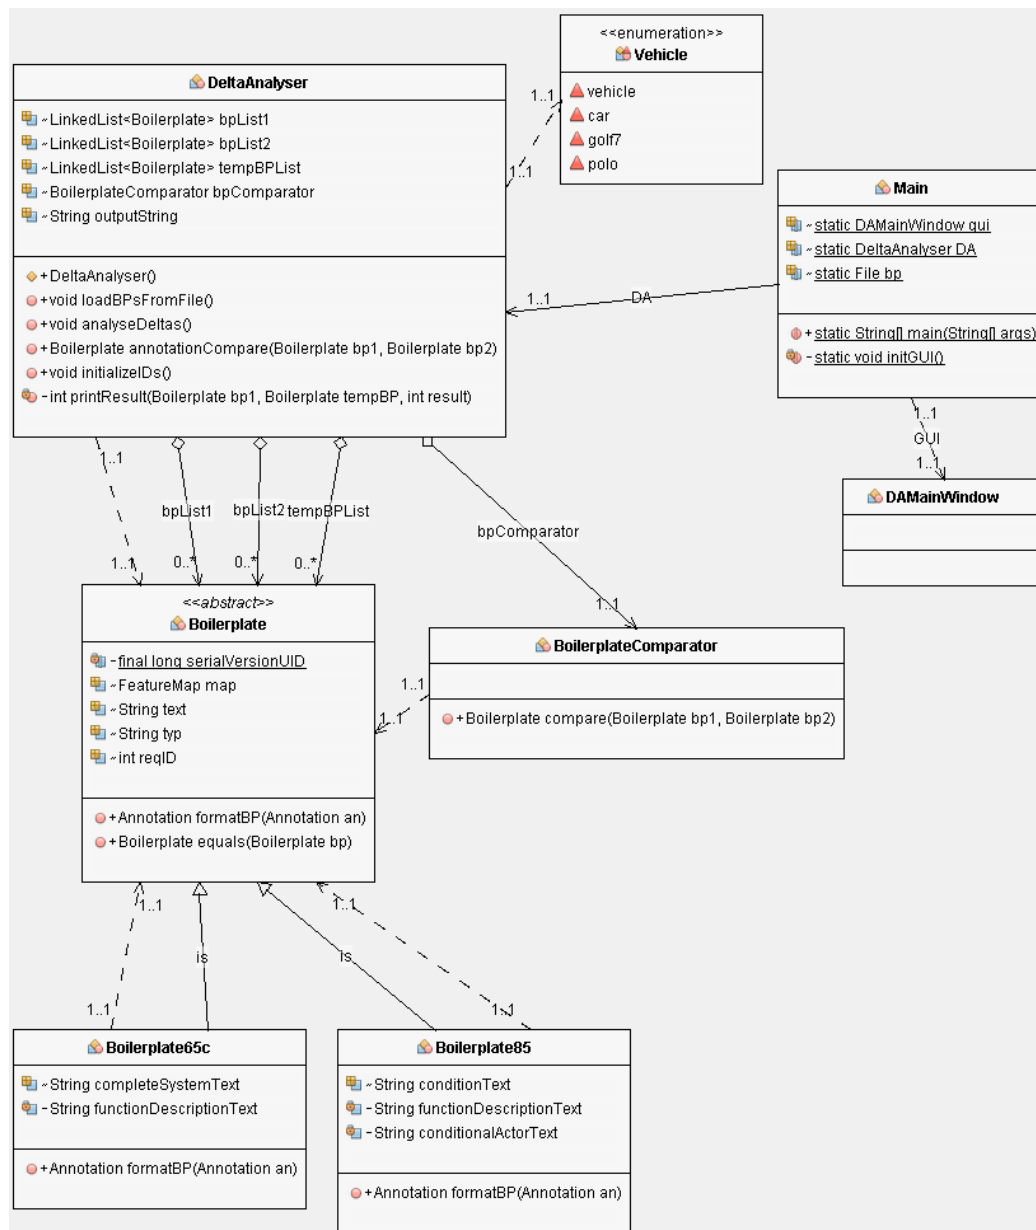 <<enumeration>>
Vehicle
vehicle
car
golf7
polo
DeltaAnalyser
~LinkedList<Boilerplate> bpList1
~LinkedList<Boilerplate> bpList2
~LinkedList<Boilerplate> tempBPList
~BoilerplateComparator bpComparator
~String outputString
+DeltaAnalyser()
+void loadBPsFromFile()
+void analyseDeltas()
+Boilerplate annotationCompare(Boilerplate bp1, Boilerplate bp2)
+void initializeIDs()
-int printResult(Boilerplate bp1, Boilerplate tempBP, int result)
1..1
1..1
Main
~static DAMainWindow gui
~static DeltaAnalyser DA
~static File bp
+static String[] main(String[] args)
-static void initGUI()
DA
1..1
1..1
GUI
1..1
DAMainWindow
1..1
bpList1
bpList2
tempBPList
bpComparator
1..1
0..*
0..*
0..*
1..1
<<abstract>>
Boilerplate
-final long serialVersionUID
~FeatureMap map
~String text
~String typ
~int reqID
+Annotation formatBP(Annotation an)
+Boilerplate equals(Boilerplate bp)
BoilerplateComparator
+Boilerplate compare(Boilerplate bp1, Boilerplate bp2)
1..1
1..1
1..1
1..1
is
is
1..1
1..1
Boilerplate65c
~String completeSystemText
-String functionDescriptionText
+Annotation formatBP(Annotation an)
Boilerplate85
~String conditionText
-String functionDescriptionText
-String conditionalActorText
+Annotation formatBP(Annotation an)